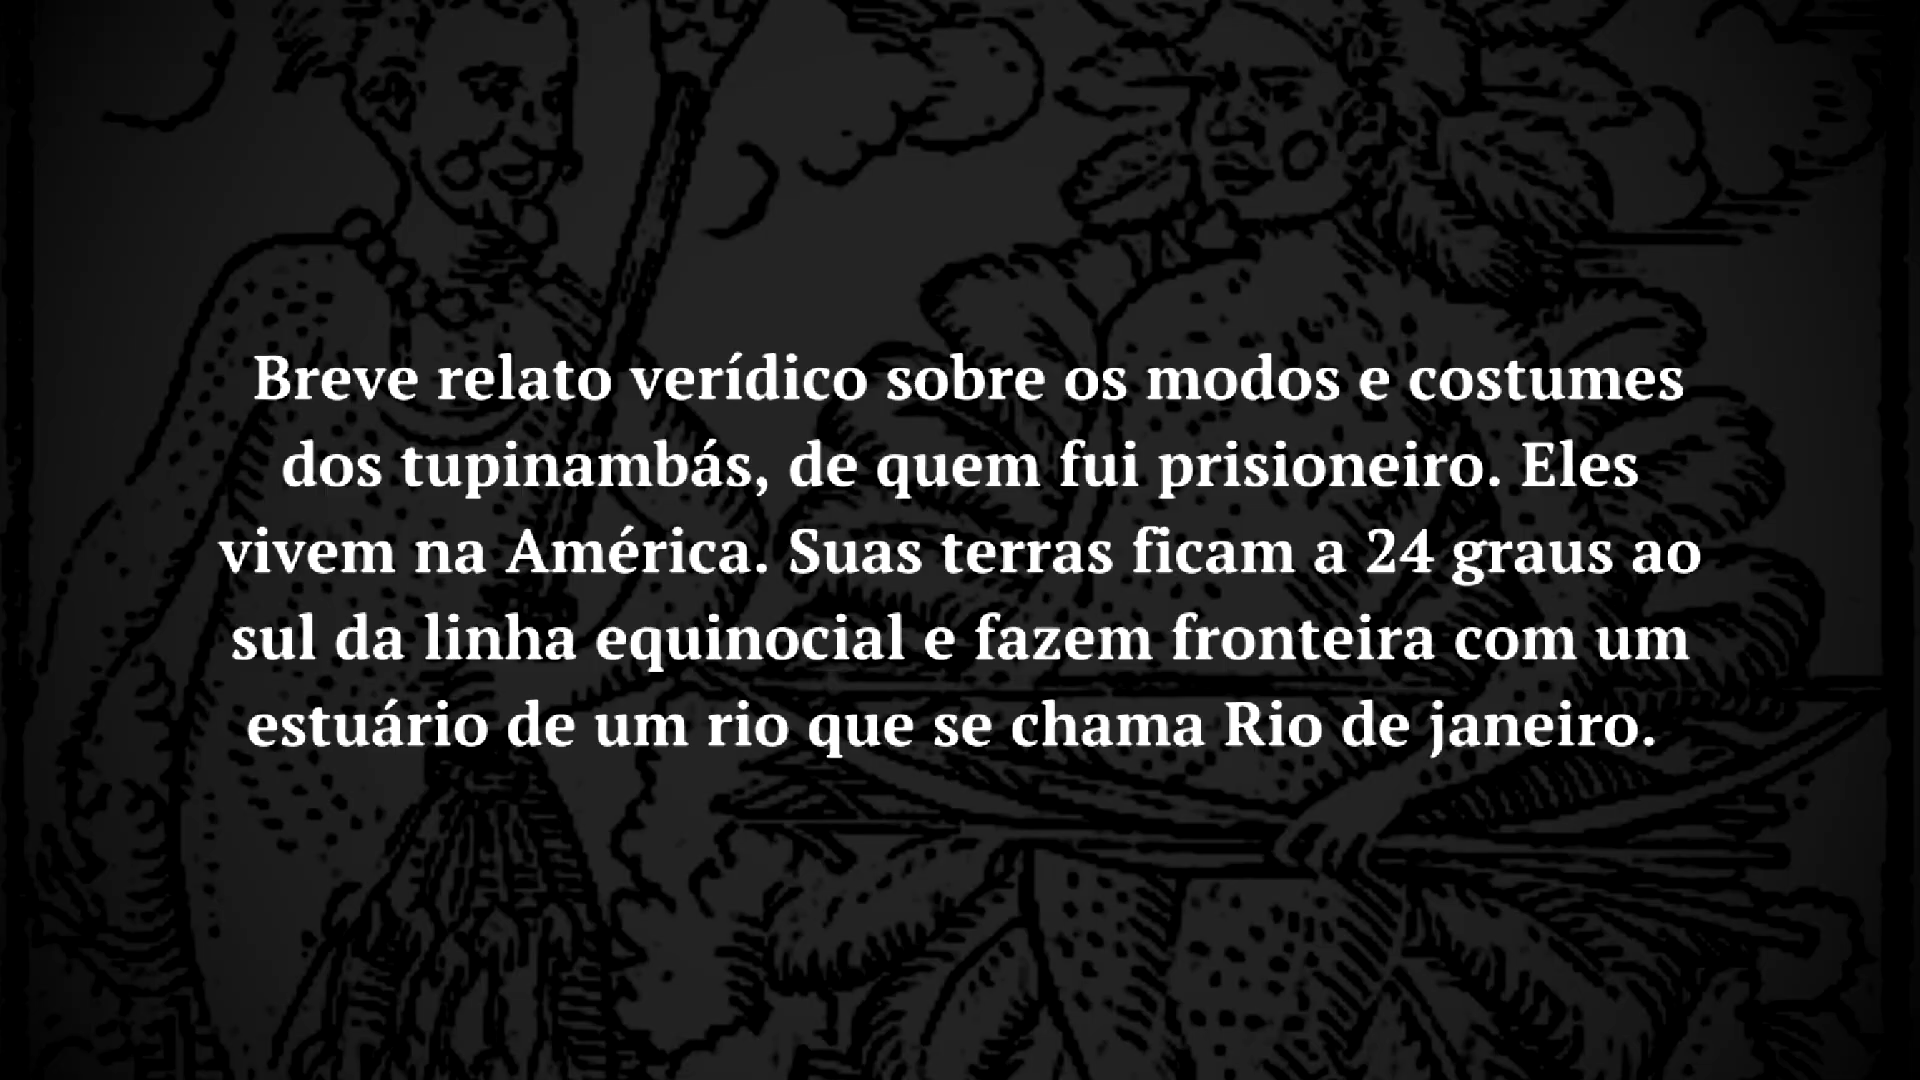 Breve relato verídico sobre os modos e costumes
dos tupinambás, de quem fui prisioneiro. Eles
vivem na América. Suas terras ficam a 24 graus ao
sul da linha equinocial e fazem fronteira com um
estuário de um rio que se chama Rio de janeiro.